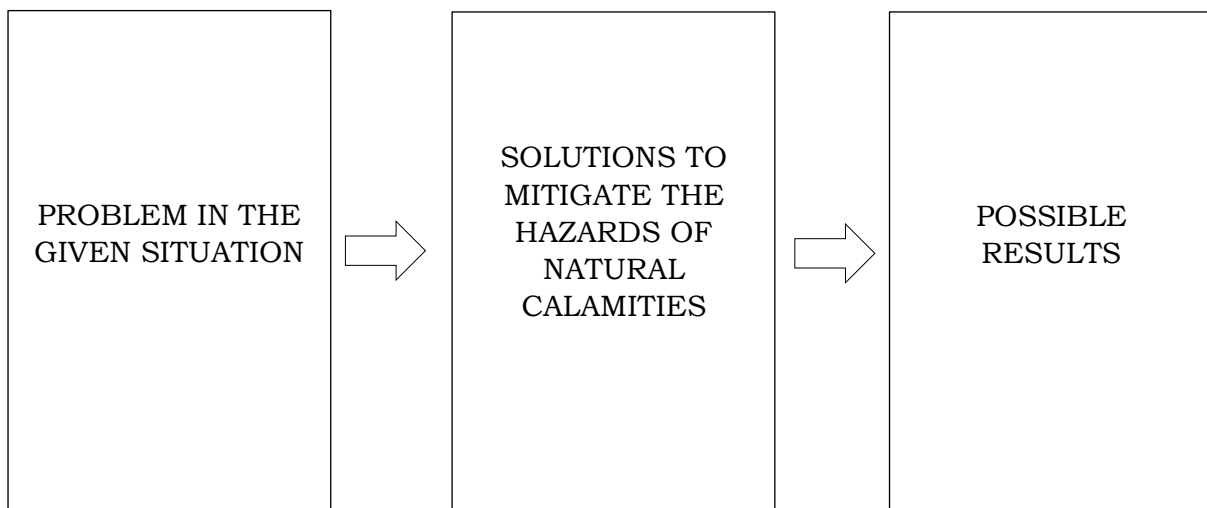 PROBLEM IN THE
GIVEN SITUATION
SOLUTIONS TO
MITIGATE THE
HAZARDS OF
NATURAL
CALAMITIES
POSSIBLE
RESULTS